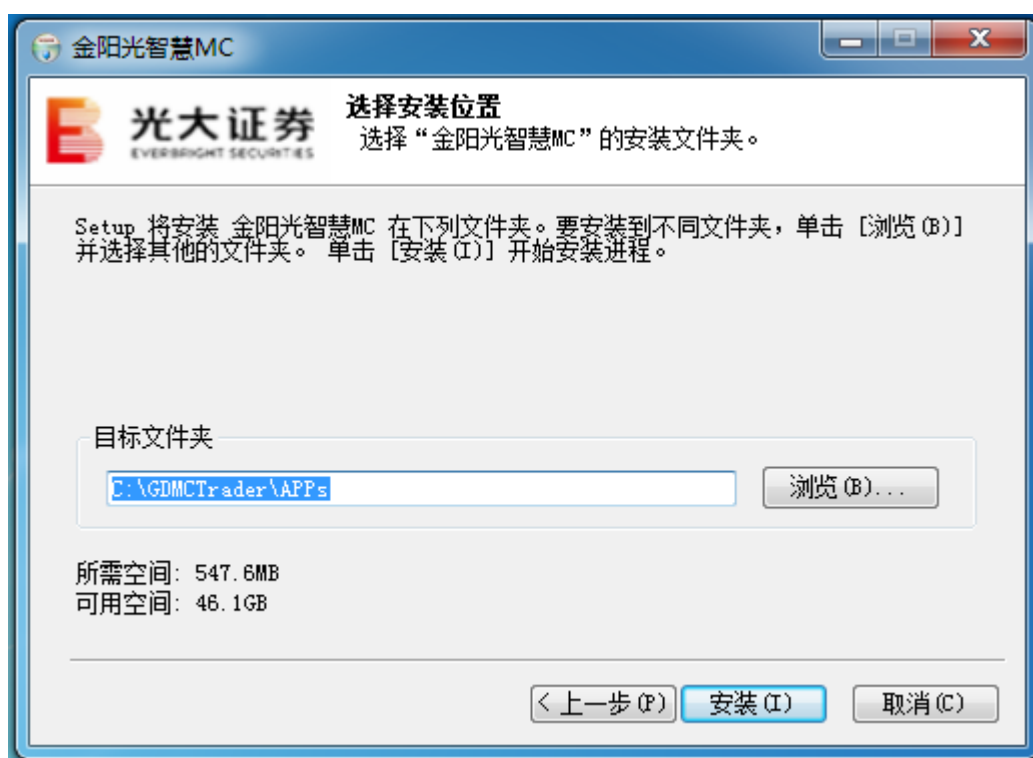 金阳光智慧MC
光大证券
EVERBRIGHT SECURITIES
选择安装位置
选择“金阳光智慧MC”的安装文件夹。
Setup 将安装 金阳光智慧MC 在下列文件夹。要安装到不同文件夹，单击 [浏览(B)]
并选择其他的文件夹。 单击 [安装(I)] 开始安装进程。
目标文件夹
C:\GDMCTrader\APPs
浏览(B)...
所需空间: 547.6MB
可用空间: 46.1GB
< 上一步(P)
安装(I)
取消(C)